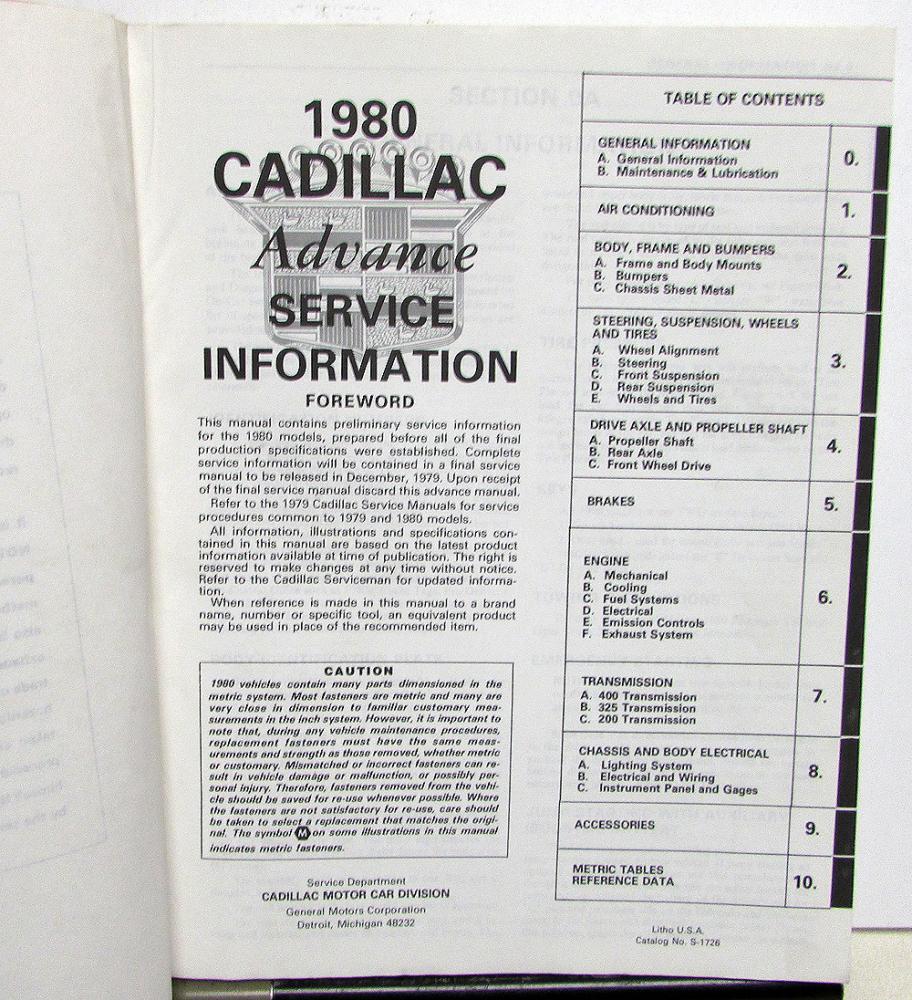 1980
CADILLAC
Advance
SERVICE
INFORMATION
FOREWORD
This manual contains preliminary service information
for the 1980 models, prepared before all of the final
production specifications were established. Complete
service information will be contained in a final service
manual to be released in December, 1979. Upon receipt
of the final service manual discard this advance manual.
Refer to the 1979 Cadillac Service Manuals for service
procedures common to 1979 and 1980 models.
All information, illustrations and specifications con-
tained in this manual are based on the latest product
information available at time of publication. The right is
reserved to make changes at any time without notice.
Refer to the Cadillac Serviceman for updated informa-
tion.
When reference is made in this manual to a brand
name, number or specific tool, an equivalent product
may be used in place of the recommended item.
CAUTION
1980 vehicles contain many parts dimensioned in the
metric system. Most fasteners are metric and many are
very close in dimension to familiar customary mea-
surements in the inch system. However, it is important to
note that, during any vehicle maintenance procedures,
replacement fasteners must have the same meas-
urements and strength as those removed, whether metric
or customary. Mismatched or incorrect fasteners can re-
sult in vehicle damage or malfunction, or possibly per-
sonal injury. Therefore, fasteners removed from the vehi-
cle should be saved for re-use whenever possible. Where
the fasteners are not satisfactory for re-use, care should
be taken to select a replacement that matches the origi-
nal. The symbol M on some illustrations in this manual
indicates metric fasteners.
Service Department
CADILLAC MOTOR CAR DIVISION
General Motors Corporation
Detroit, Michigan 48232
TABLE OF CONTENTS
GENERAL INFORMATION 0.
A. General Information
B. Maintenance & Lubrication
AIR CONDITIONING 1.
BODY, FRAME AND BUMPERS 2.
A. Frame and Body Mounts
B. Bumpers
C. Chassis Sheet Metal
STEERING, SUSPENSION, WHEELS
AND TIRES 3.
A. Wheel Alignment
B. Steering
C. Front Suspension
D. Rear Suspension
E. Wheels and Tires
DRIVE AXLE AND PROPELLER SHAFT 4.
A. Propeller Shaft
B. Rear Axle
C. Front Wheel Drive
BRAKES 5.
ENGINE 6.
A. Mechanical
B. Cooling
C. Fuel Systems
D. Electrical
E. Emission Controls
F. Exhaust System
TRANSMISSION 7.
A. 400 Transmission
B. 325 Transmission
C. 200 Transmission
CHASSIS AND BODY ELECTRICAL 8.
A. Lighting System
B. Electrical and Wiring
C. Instrument Panel and Gages
ACCESSORIES 9.
METRIC TABLES
REFERENCE DATA 10.
Litho U.S.A.
Catalog No. S-1726